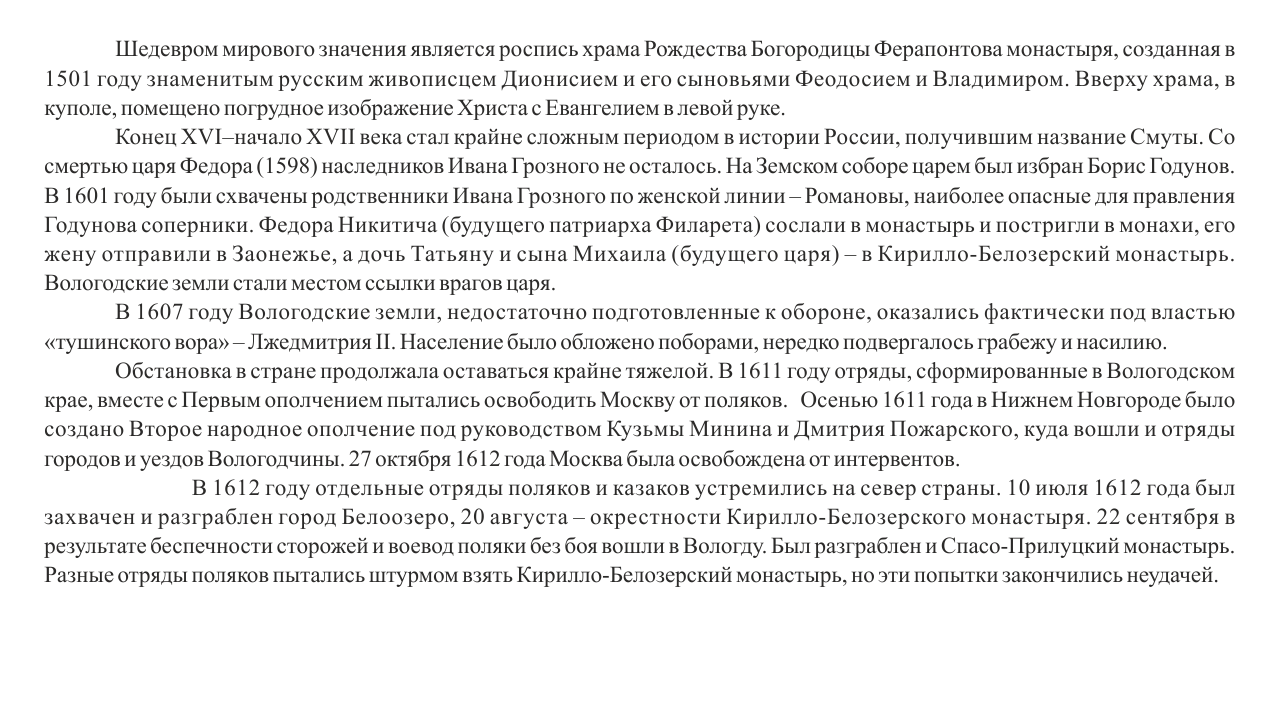 Шедевром мирового значения является роспись храма Рождества Богородицы Ферапонтова монастыря, созданная в
1501 году знаменитым русским живописцем Дионисием и его сыновьями Феодосием и Владимиром. Вверху храма, в
куполе, помещено погрудное изображение Христа с Евангелием в левой руке.
Конец XVI–начало XVII века стал крайне сложным периодом в истории России, получившим название Смуты. Со
смертью царя Федора (1598) наследников Ивана Грозного не осталось. На Земском соборе царем был избран Борис Годунов.
В 1601 году были схвачены родственники Ивана Грозного по женской линии – Романовы, наиболее опасные для правления
Годунова соперники. Федора Никитича (будущего патриарха Филарета) сослали в монастырь и постригли в монахи, его
жену отправили в Заонежье, а дочь Татьяну и сына Михаила (будущего царя) – в Кирилло-Белозерский монастырь.
Вологодские земли стали местом ссылки врагов царя.
В 1607 году Вологодские земли, недостаточно подготовленные к обороне, оказались фактически под властью
«тушинского вора» – Лжедмитрия II. Население было обложено поборами, нередко подвергалось грабежу и насилию.
Обстановка в стране продолжала оставаться крайне тяжелой. В 1611 году отряды, сформированные в Вологодском
крае, вместе с Первым ополчением пытались освободить Москву от поляков. Осенью 1611 года в Нижнем Новгороде было
создано Второе народное ополчение под руководством Кузьмы Минина и Дмитрия Пожарского, куда вошли и отряды
городов и уездов Вологодчины. 27 октября 1612 года Москва была освобождена от интервентов.
В 1612 году отдельные отряды поляков и казаков устремились на север страны. 10 июля 1612 года был
захвачен и разграблен город Белоозеро, 20 августа – окрестности Кирилло-Белозерского монастыря. 22 сентября в
результате беспечности сторожей и воевод поляки без боя вошли в Вологду. Был разграблен и Спасо-Прилуцкий монастырь.
Разные отряды поляков пытались штурмом взять Кирилло-Белозерский монастырь, но эти попытки закончились неудачей.